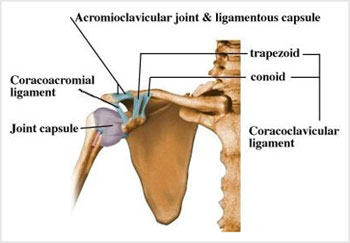 Acromioclavicular joint & ligamentous capsule
trapezoid
Coracoacromial
ligament
conoid
Joint capsule
Coracoclavicular
ligament